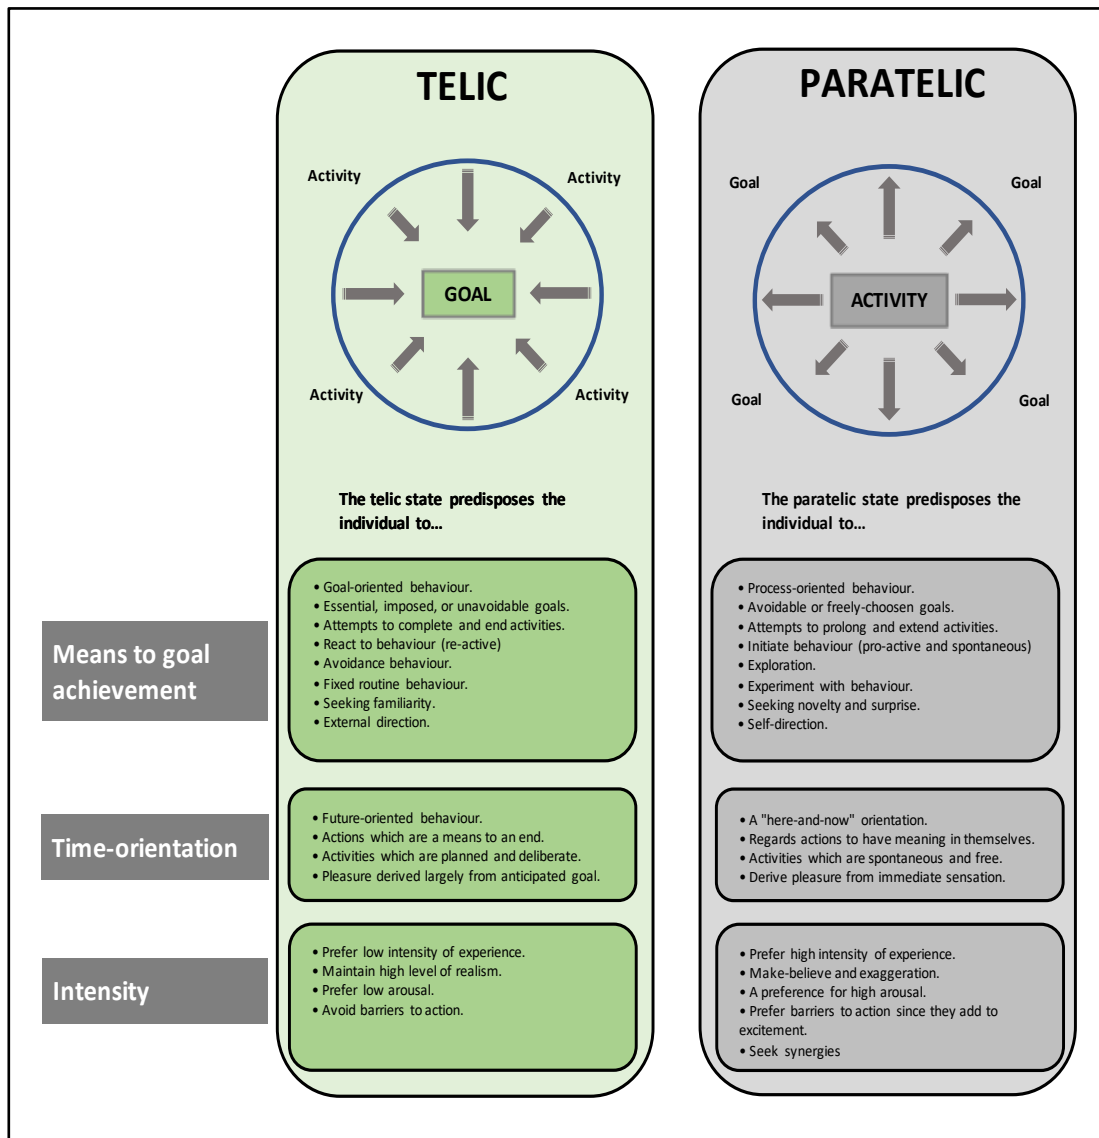 TELIC
Activity
Activity
GOAL
Activity
Activity
The telic state predisposes the
individual to...
PARATELIC
Goal
Goal
ACTIVITY
Goal
Goal
The paratelic state predisposes the
individual to...
Means to goal
achievement
• Goal-oriented behaviour.
• Essential, imposed, or unavoidable goals.
• Attempts to complete and end activities.
• React to behaviour (re-active)
• Avoidance behaviour.
• Fixed routine behaviour.
• Seeking familiarity.
• External direction.
• Process-oriented behaviour.
• Avoidable or freely-choosen goals.
• Attempts to prolong and extend activities.
• Initiate behaviour (pro-active and spontaneous)
• Exploration.
• Experiment with behaviour.
• Seeking novelty and surprise.
• Self-direction.
Time-orientation
• Future-oriented behaviour.
• Actions which are a means to an end.
• Activities which are planned and deliberate.
• Pleasure derived largely from anticipated goal.
• A "here-and-now" orientation.
• Regards actions to have meaning in themselves.
• Activities which are spontaneous and free.
• Derive pleasure from immediate sensation.
Intensity
• Prefer low intensity of experience.
• Maintain high level of realism.
• Prefer low arousal.
• Avoid barriers to action.
• Prefer high intensity of experience.
• Make-believe and exaggeration.
• A preference for high arousal.
• Prefer barriers to action since they add to
excitement.
• Seek synergies